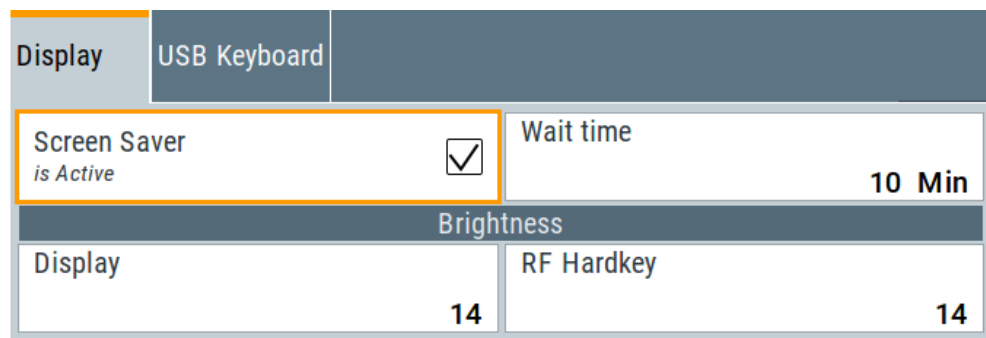 Display USB Keyboard
Screen Saver
is Active
Wait time
10 Min
Brightness
Display
14
RF Hardkey
14